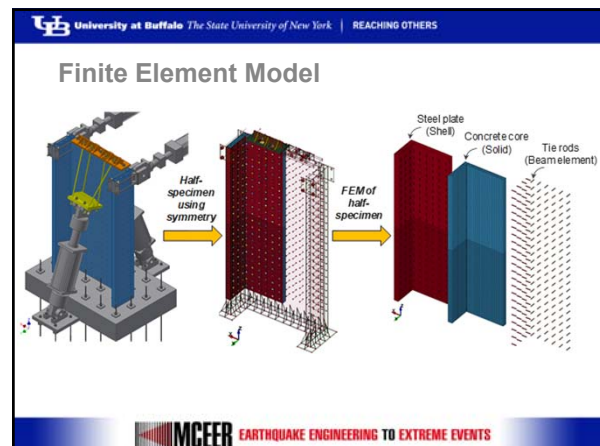 UB University at Buffalo The State University of New York | REACHING OTHERS
Finite Element Model
Half-
specimen
using
symmetry
FEM of
half-
specimen
Steel plate
(Shell)
Concrete core
(Solid)
Tie rods
(Beam element)
MCEER EARTHQUAKE ENGINEERING TO EXTREME EVENTS